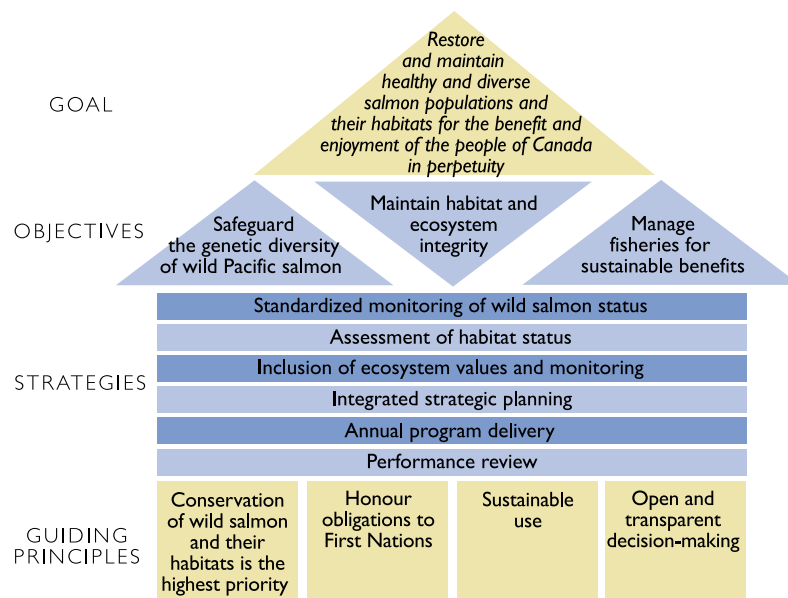 GOAL
Restore
and maintain
healthy and diverse
salmon populations and
their habitats for the benefit and
enjoyment of the people of Canada
in perpetuity
OBJECTIVES
Safeguard
the genetic diversity
of wild Pacific salmon
Maintain habitat and
ecosystem
integrity
Manage
fisheries for
sustainable benefits
STRATEGIES
Standardized monitoring of wild salmon status
Assessment of habitat status
Inclusion of ecosystem values and monitoring
Integrated strategic planning
Annual program delivery
Performance review
GUIDING
PRINCIPLES
Conservation
of wild salmon
and their
habitats is the
highest priority
Honour
obligations to
First Nations
Sustainable
use
Open and
transparent
decision-making